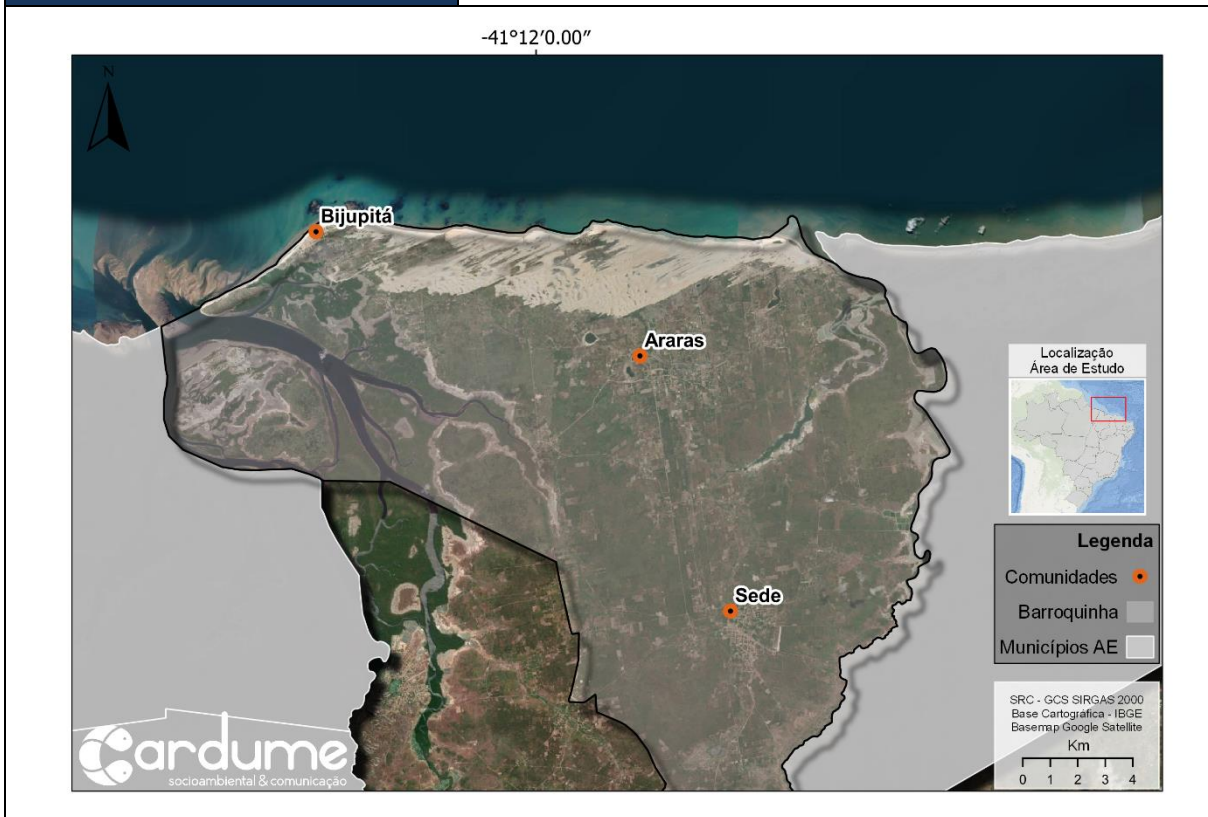 -41°12'0.00"
N
Bijupitá
Araras
Sede
Localização
Área de Estudo
Legenda
Comunidades
Barroquinha
Municípios AE
SRC - GCS SIRGAS 2000
Base Cartográfica - IBGE
Basemap Google Satellite
Km
0 1 2 3 4
Cardume
socioambiental & comunicação